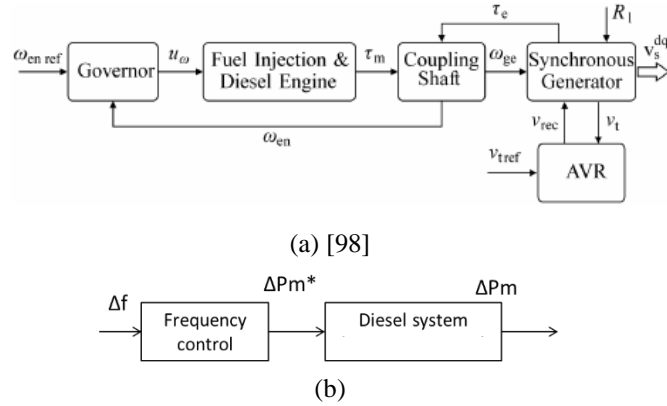 τe
R1
ωen ref
Governor
uω
Fuel Injection &
Diesel Engine
τm
Coupling
Shaft
ωge
Synchronous
Generator
vsdq
ωen
vrec
vt
vtref
AVR
(a) [98]
Δf
Frequency
control
ΔPm*
Diesel system
ΔPm
(b)